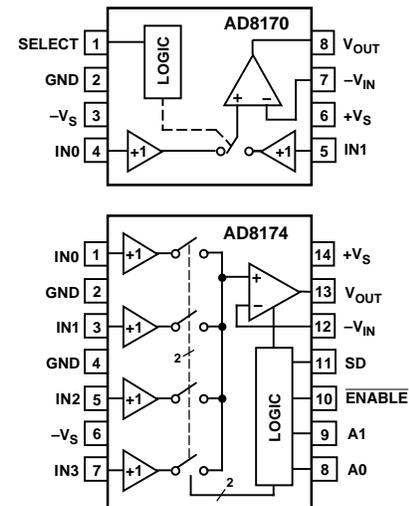 AD8170
SELECT 1
GND 2
–VS 3
IN0 4
LOGIC
+1
+
–
+1
8 VOUT
7 –VIN
6 +VS
5 IN1
AD8174
IN0 1
GND 2
IN1 3
GND 4
IN2 5
–VS 6
IN3 7
+1
+1
+1
+1
2
+
–
LOGIC
2
14 +VS
13 VOUT
12 –VIN
11 SD
10 ENABLE
9 A1
8 A0